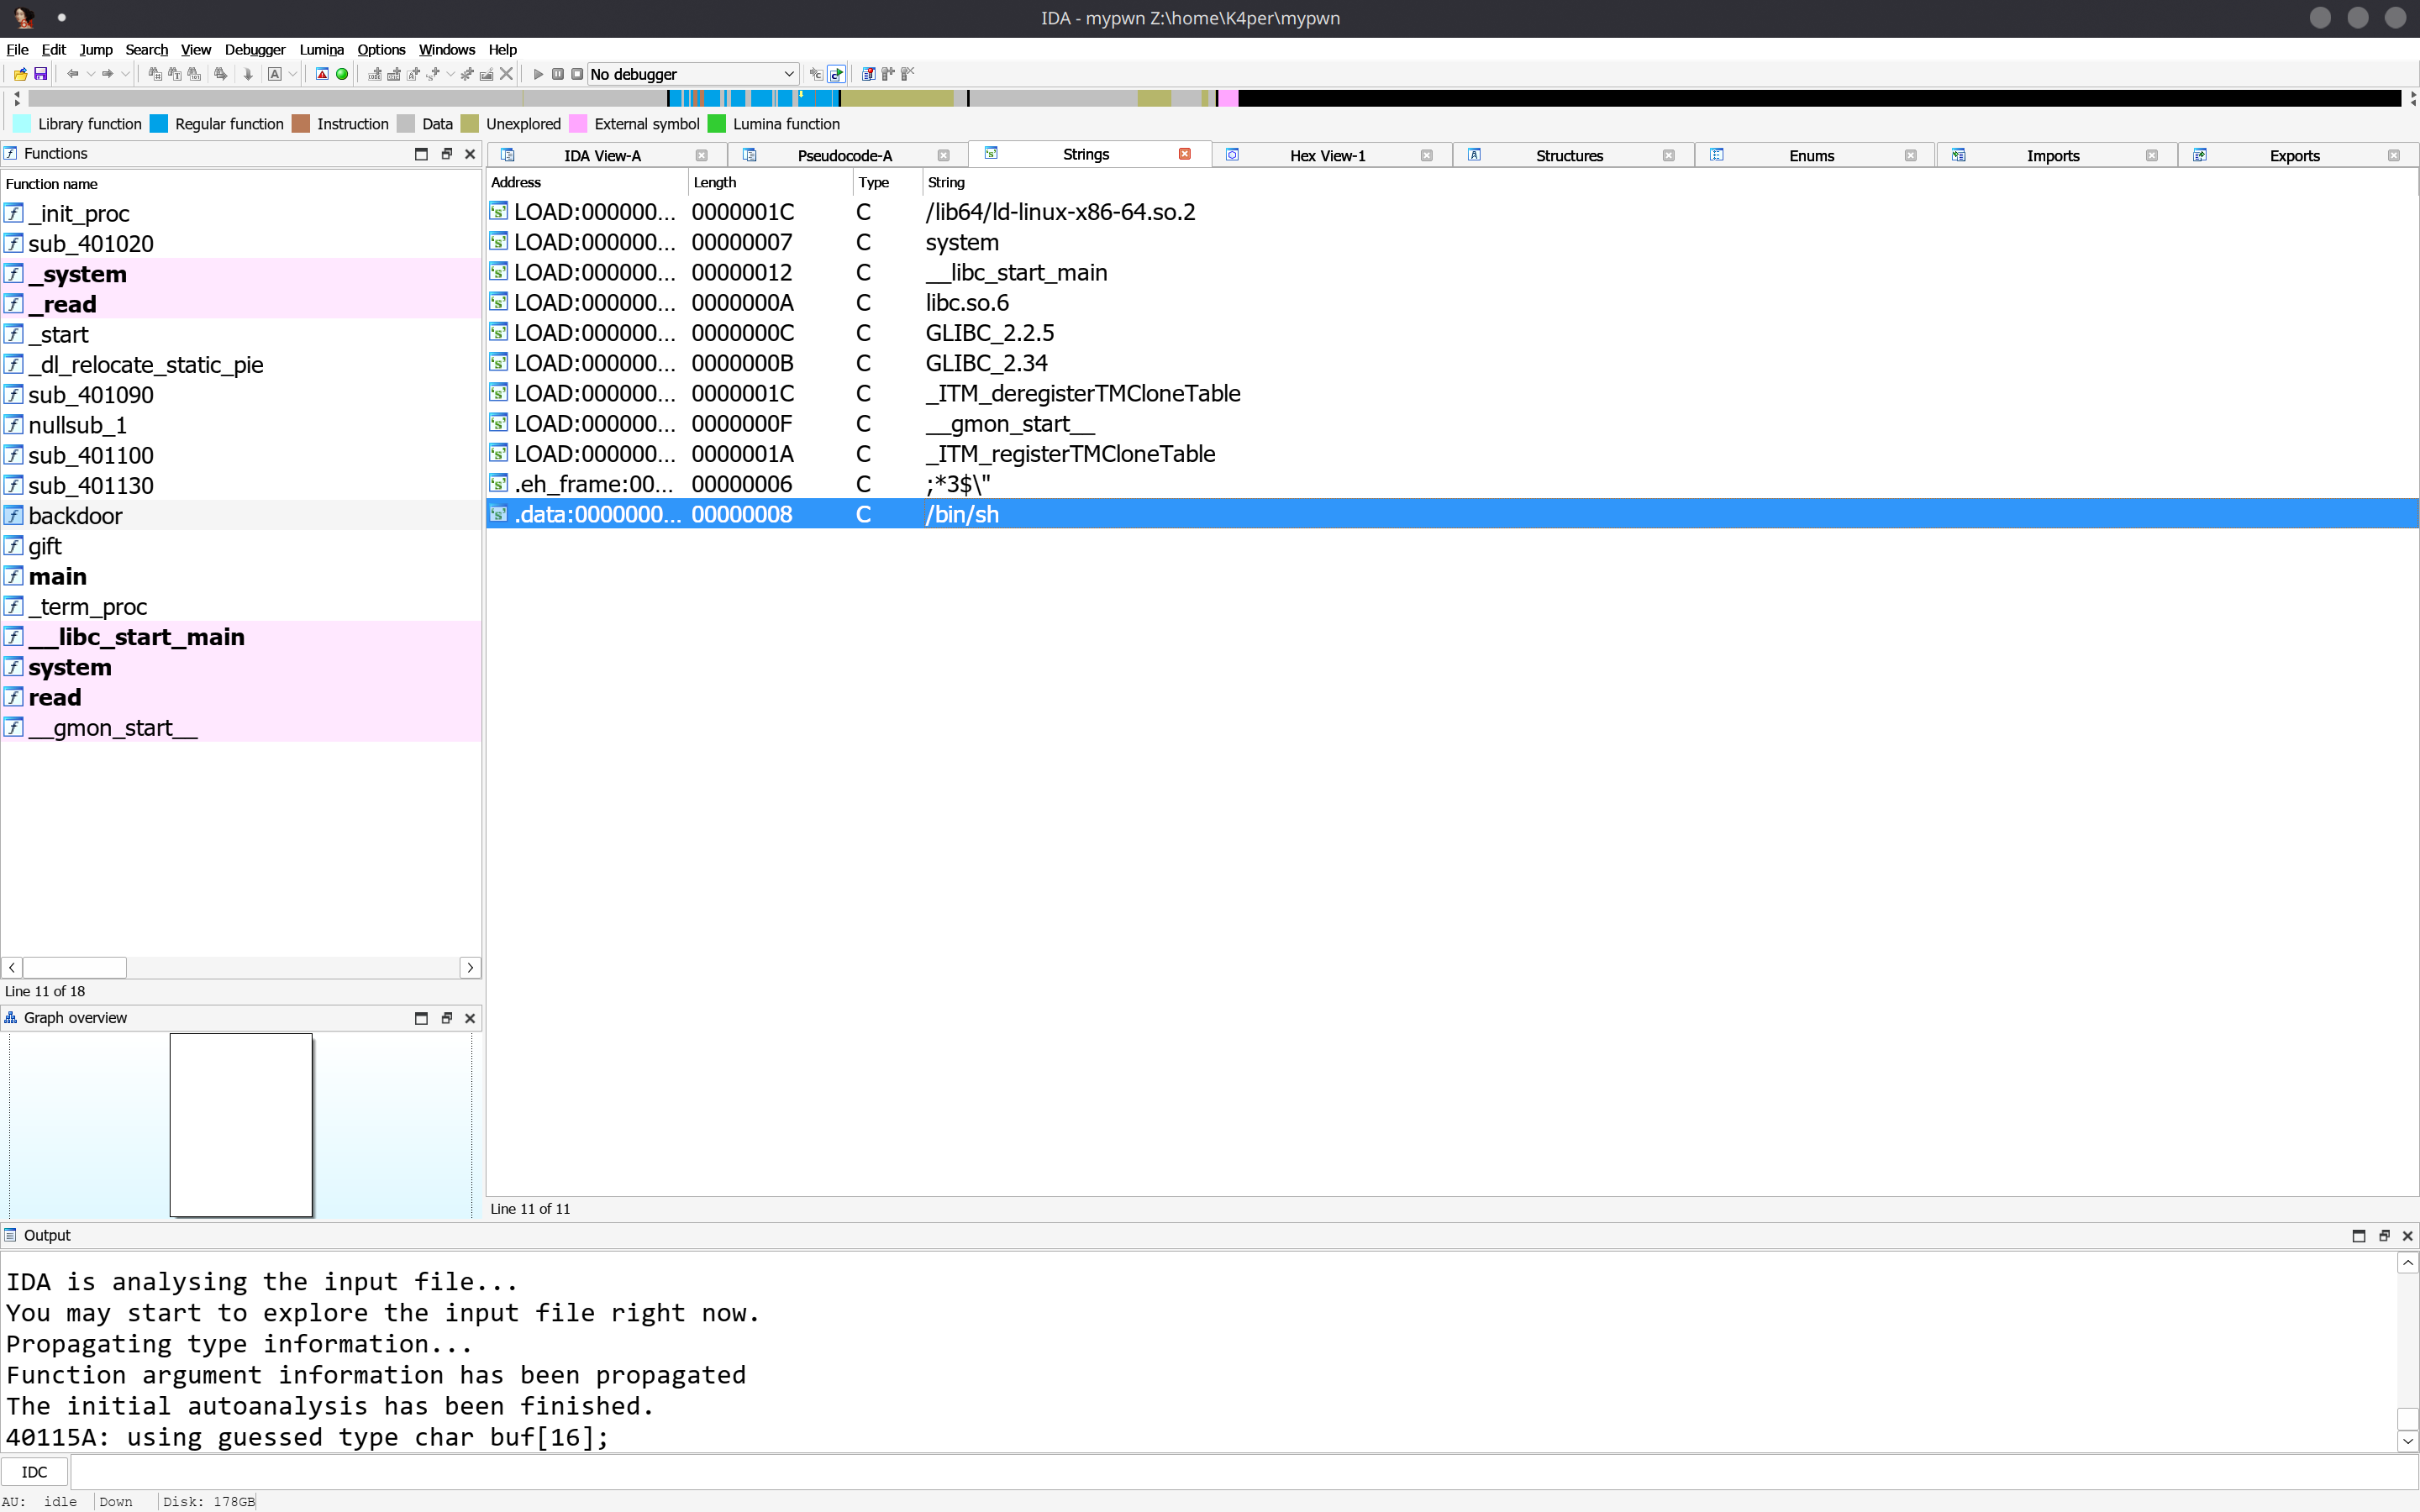 IDA - mypwn Z:\home\K4per\mypwn
File Edit Jump Search View Debugger Lumina Options Windows Help
No debugger
Library function Regular function Instruction Data Unexplored External symbol Lumina function
Functions
Function name
_init_proc
sub_401020
_system
_read
_start
_dl_relocate_static_pie
sub_401090
nullsub_1
sub_401100
sub_401130
backdoor
gift
main
_term_proc
__libc_start_main
system
read
__gmon_start__
Line 11 of 18
Graph overview
IDA View-A Pseudocode-A Strings Hex View-1 Structures Enums Imports Exports
Address Length Type String
LOAD:000000... 0000001C C /lib64/ld-linux-x86-64.so.2
LOAD:000000... 00000007 C system
LOAD:000000... 00000012 C __libc_start_main
LOAD:000000... 0000000A C libc.so.6
LOAD:000000... 0000000C C GLIBC_2.2.5
LOAD:000000... 0000000B C GLIBC_2.34
LOAD:000000... 0000001C C _ITM_deregisterTMCloneTable
LOAD:000000... 0000000F C __gmon_start__
LOAD:000000... 0000001A C _ITM_registerTMCloneTable
.eh_frame:00... 00000006 C ;*3$\"
.data:0000000... 00000008 C /bin/sh
Line 11 of 11
Output
IDA is analysing the input file...
You may start to explore the input file right now.
Propagating type information...
Function argument information has been propagated
The initial autoanalysis has been finished.
40115A: using guessed type char buf[16];
IDC
AU: idle Down Disk: 178GB